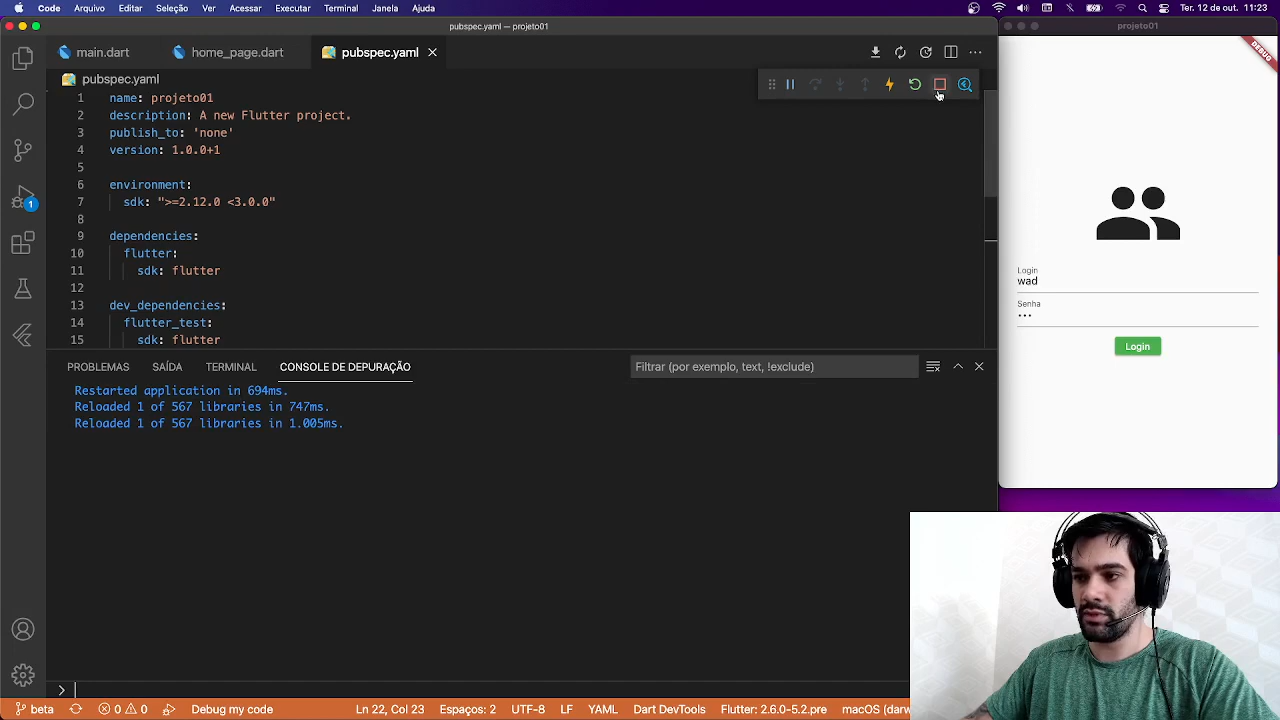 Code Arquivo Editar Seleção Ver Acessar Executar Terminal Janela Ajuda
Ter. 12 de out. 11:23
pubspec.yaml — projeto01
projeto01
main.dart
home_page.dart
pubspec.yaml
DEBUG
pubspec.yaml
1 name: projeto01
2 description: A new Flutter project.
3 publish_to: 'none'
4 version: 1.0.0+1
5
6 environment:
7 sdk: ">=2.12.0 <3.0.0"
8
9 dependencies:
10 flutter:
11 sdk: flutter
12
13 dev_dependencies:
14 flutter_test:
15 sdk: flutter
1
Login
wad
Senha
•••
Login
PROBLEMAS SAÍDA TERMINAL CONSOLE DE DEPURAÇÃO
Filtrar (por exemplo, text, !exclude)
Restarted application in 694ms.
Reloaded 1 of 567 libraries in 747ms.
Reloaded 1 of 567 libraries in 1.005ms.
>
beta 0 0 Debug my code Ln 22, Col 23 Espaços: 2 UTF-8 LF YAML Dart DevTools Flutter: 2.6.0-5.2.pre macOS (darw